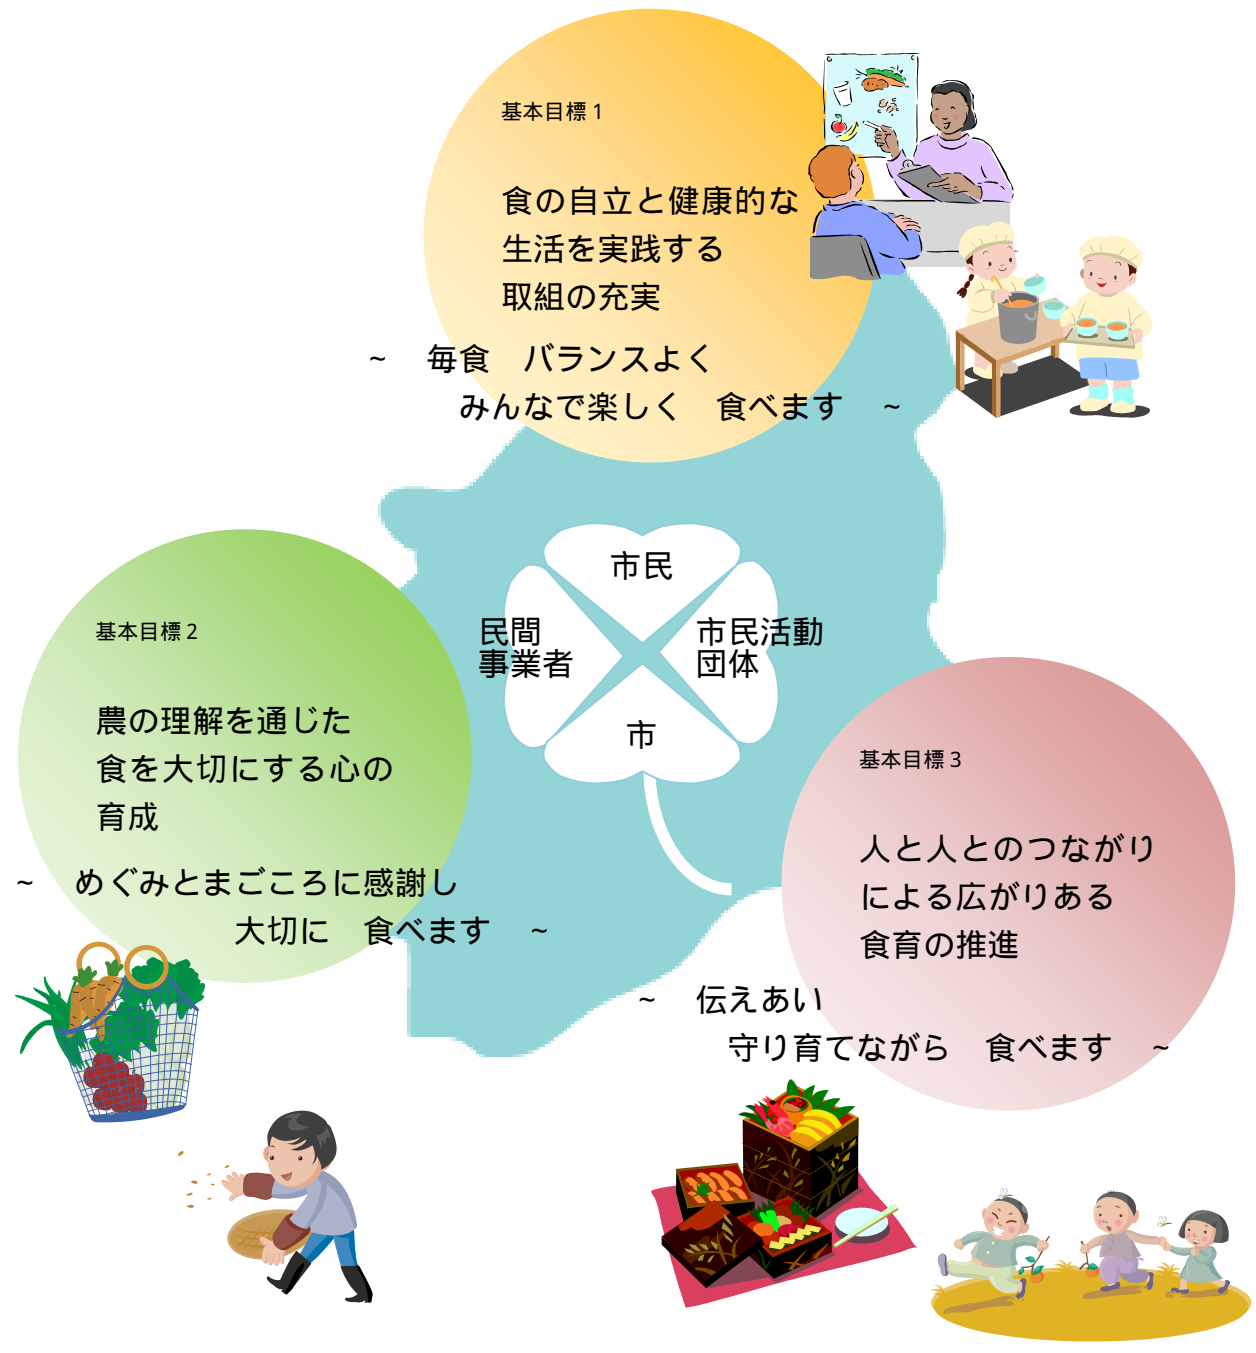 基本目標1
食の自立と健康的な
生活を実践する
取組の充実
~　毎食　バランスよく
みんなで楽しく　食べます　~
市民
民間
事業者
市民活動
団体
市
基本目標2
農の理解を通じた
食を大切にする心の
育成
~　めぐみとまごころに感謝し
大切に　食べます　~
基本目標3
人と人とのつながり
による広がりある
食育の推進
~　伝えあい
守り育てながら　食べます　~